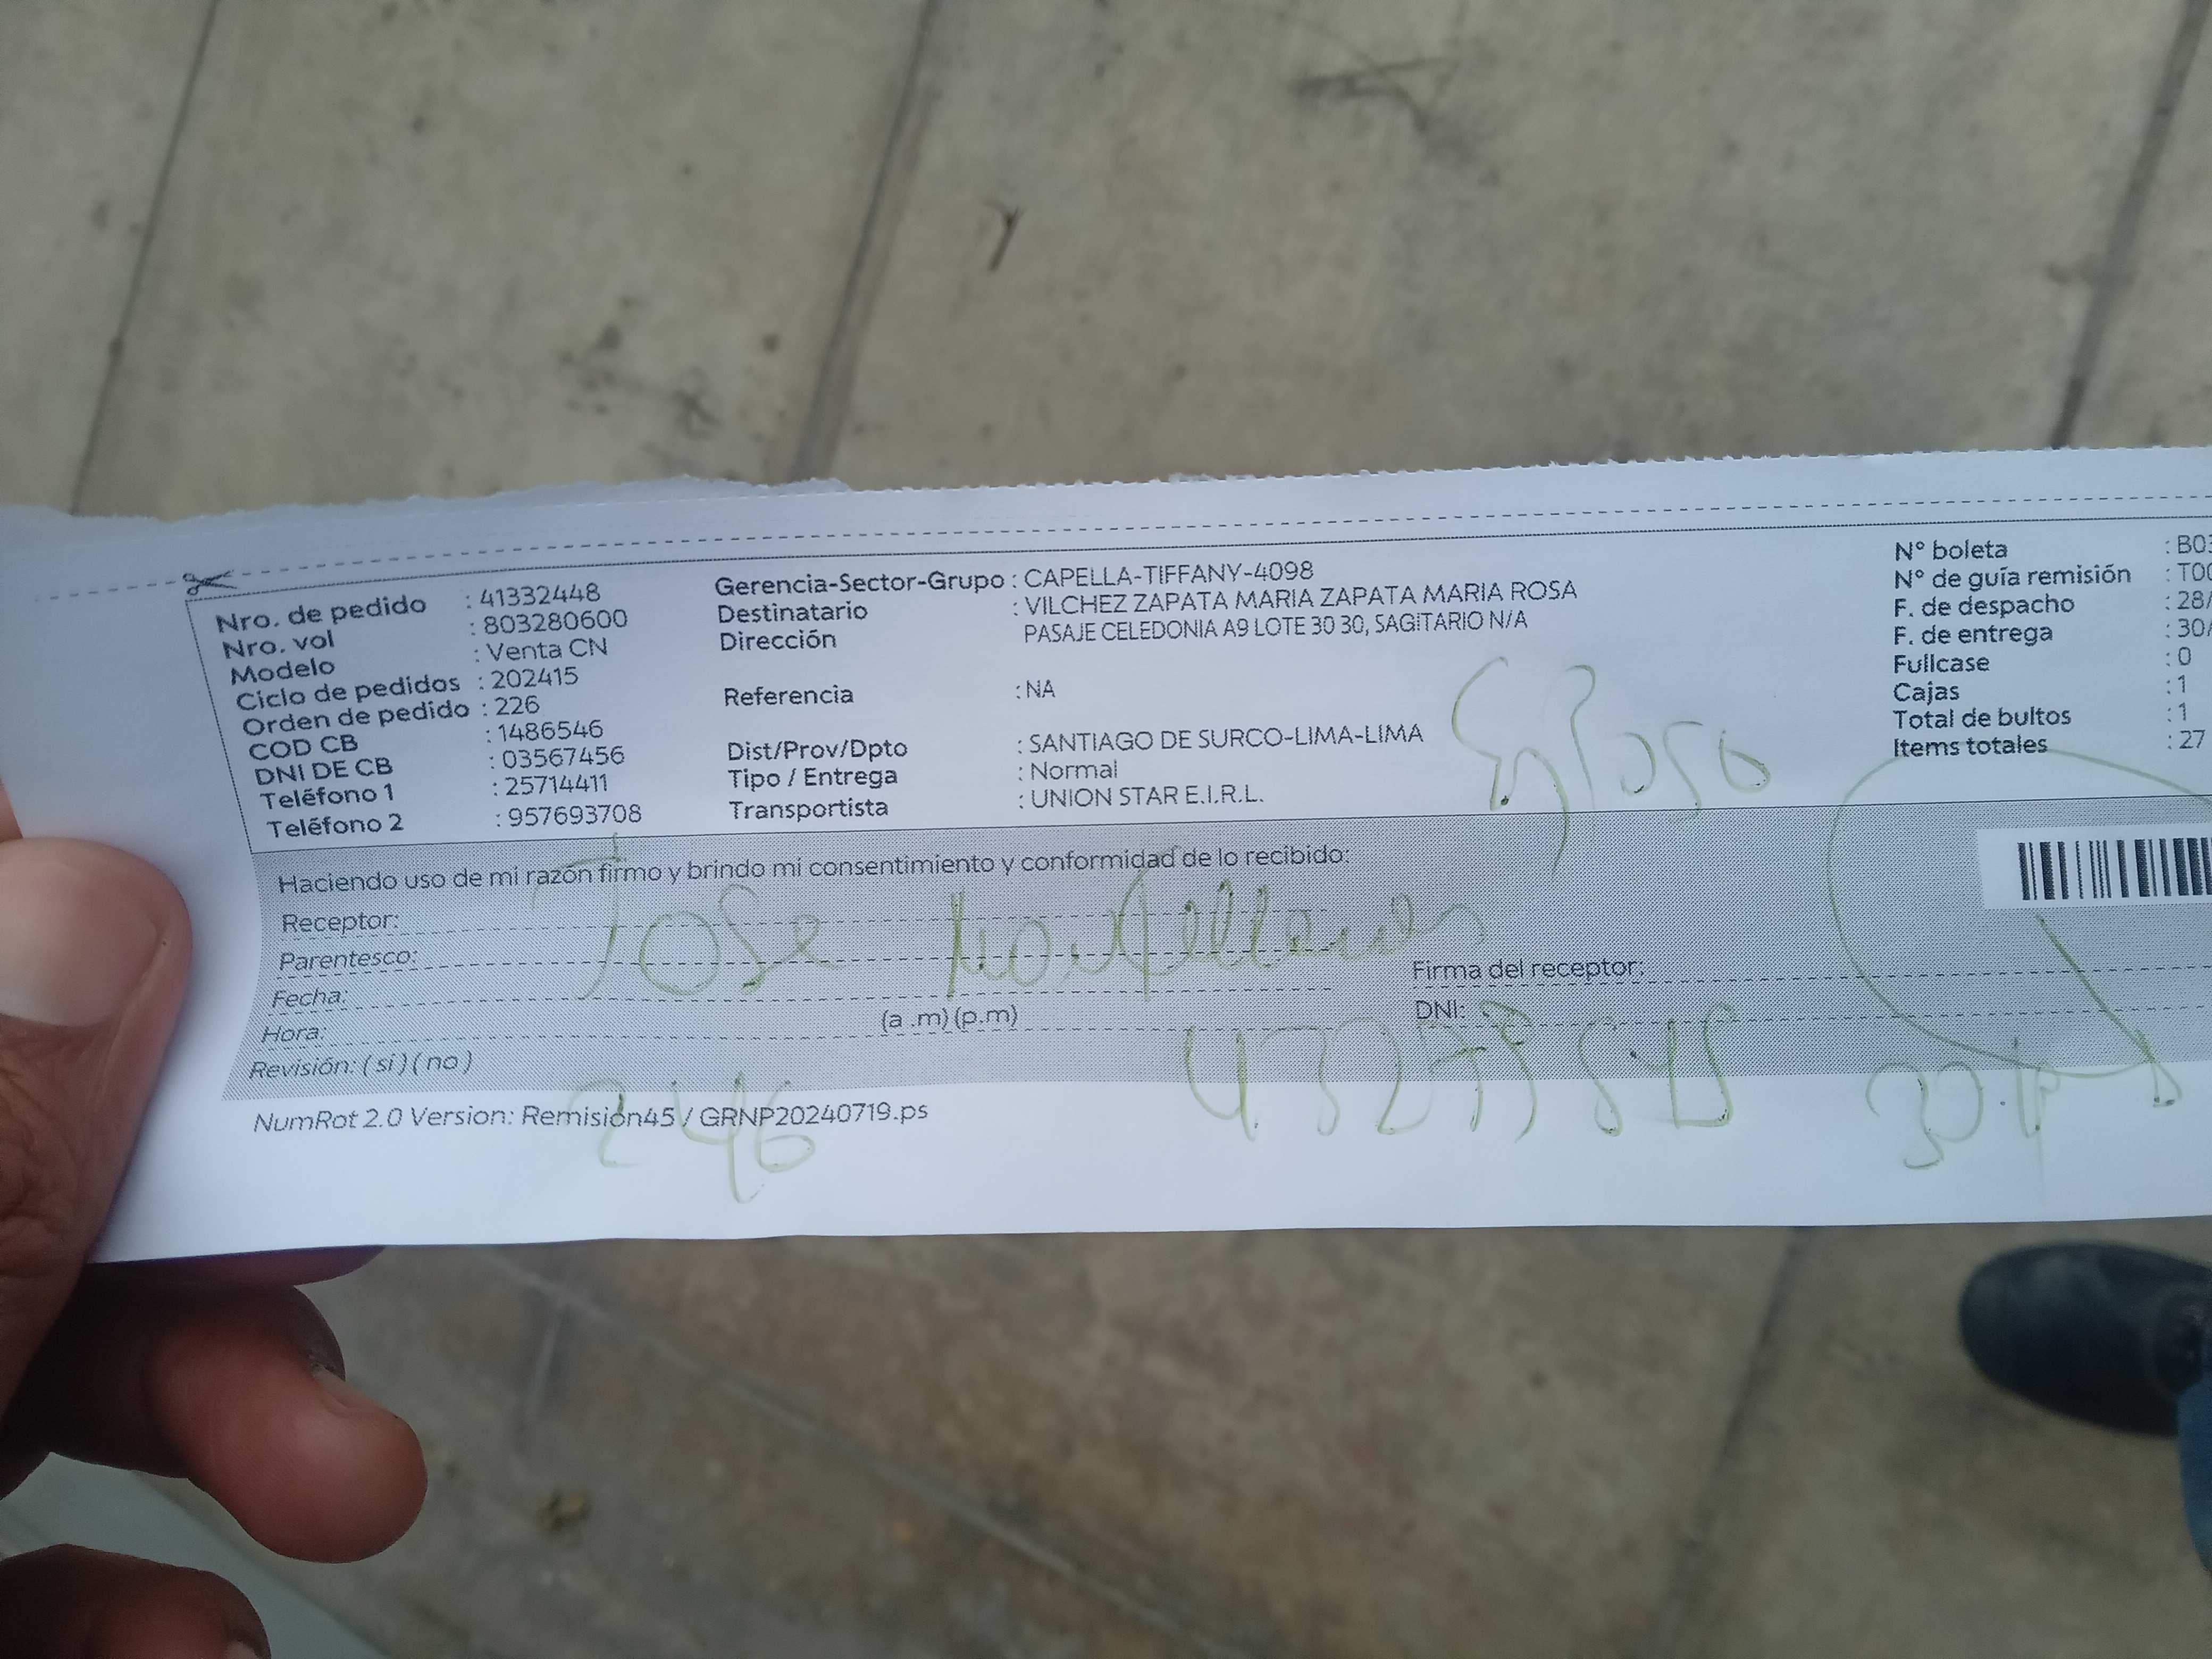 Nro. de pedido : 41332448
Nro. vol : 803280600
Modelo : Venta CN
Ciclo de pedidos : 202415
Orden de pedido : 226
COD CB : 1486546
DNI DE CB : 03567456
Teléfono 1 : 25714411
Teléfono 2 : 957693708
Gerencia-Sector-Grupo : CAPELLA-TIFFANY-4098
Destinatario : VILCHEZ ZAPATA MARIA ZAPATA MARIA ROSA
Dirección PASAJE CELEDONIA A9 LOTE 30 30, SAGITARIO N/A
Referencia : NA
Dist/Prov/Dpto : SANTIAGO DE SURCO-LIMA-LIMA
Tipo / Entrega : Normal
Transportista : UNION STAR E.I.R.L.
Esposo
N° boleta : B03
N° de guía remisión : T00
F. de despacho : 28/
F. de entrega : 30/
Fullcase : 0
Cajas : 1
Total de bultos : 1
Items totales : 27
Haciendo uso de mi razón firmo y brindo mi consentimiento y conformidad de lo recibido:
Receptor:
Parentesco: Jose
Fecha:
Hora: (a .m) (p.m)
Revisión: ( si ) ( no )
Firma del receptor:
DNI:
246
NumRot 2.0 Version: Remisión45 / GRNP20240719.ps